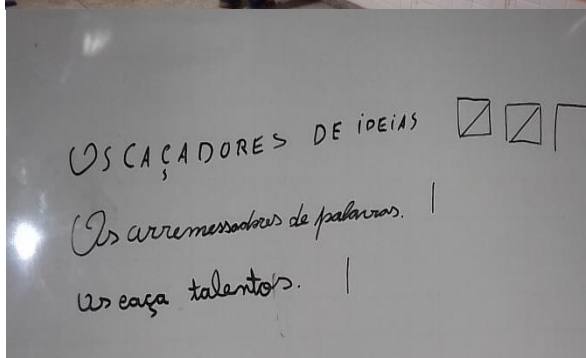 OS CAÇADORES DE IDEIAS
Os arremessadores de palavras.
Os caça talentos.